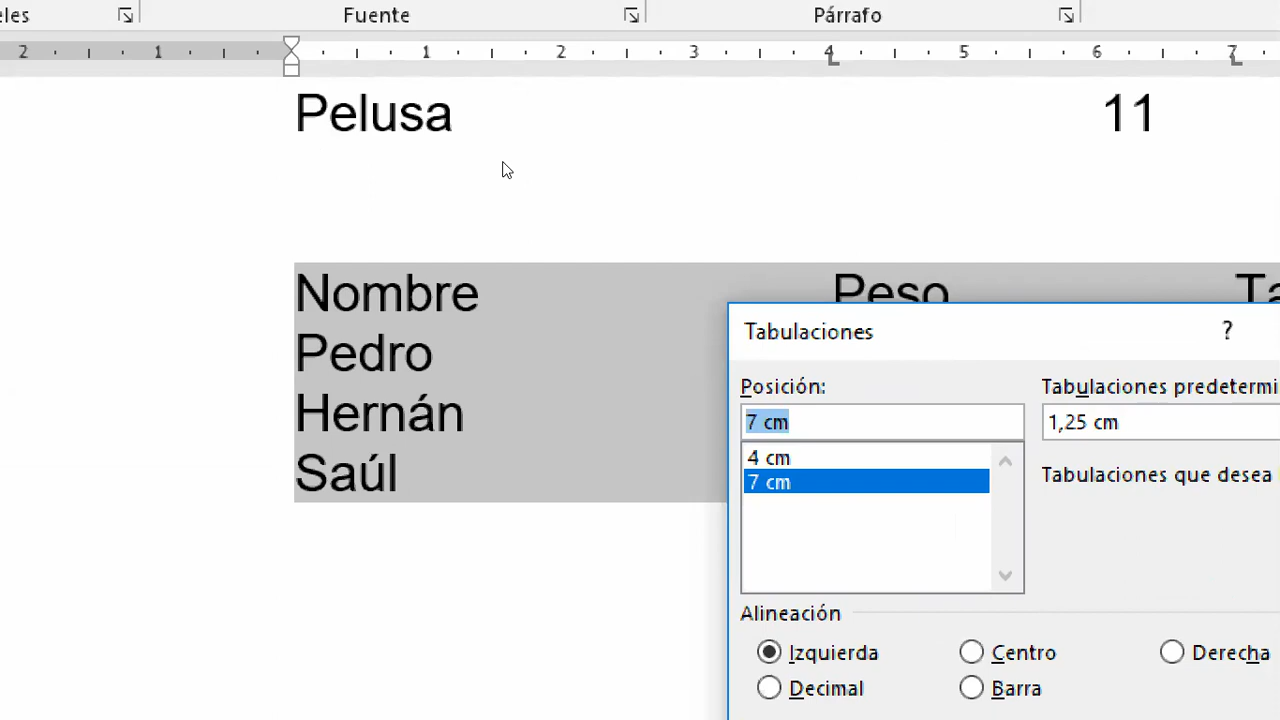 eles Fuente Párrafo
2 1 1 2 3 4 5 6 7
Pelusa 11
Nombre Peso Ta
Pedro
Hernán
Saúl
Tabulaciones ?
Posición: Tabulaciones predetermi
7 cm 1,25 cm
4 cm
7 cm
Tabulaciones que desea
Alineación
Izquierda Centro Derecha
Decimal Barra